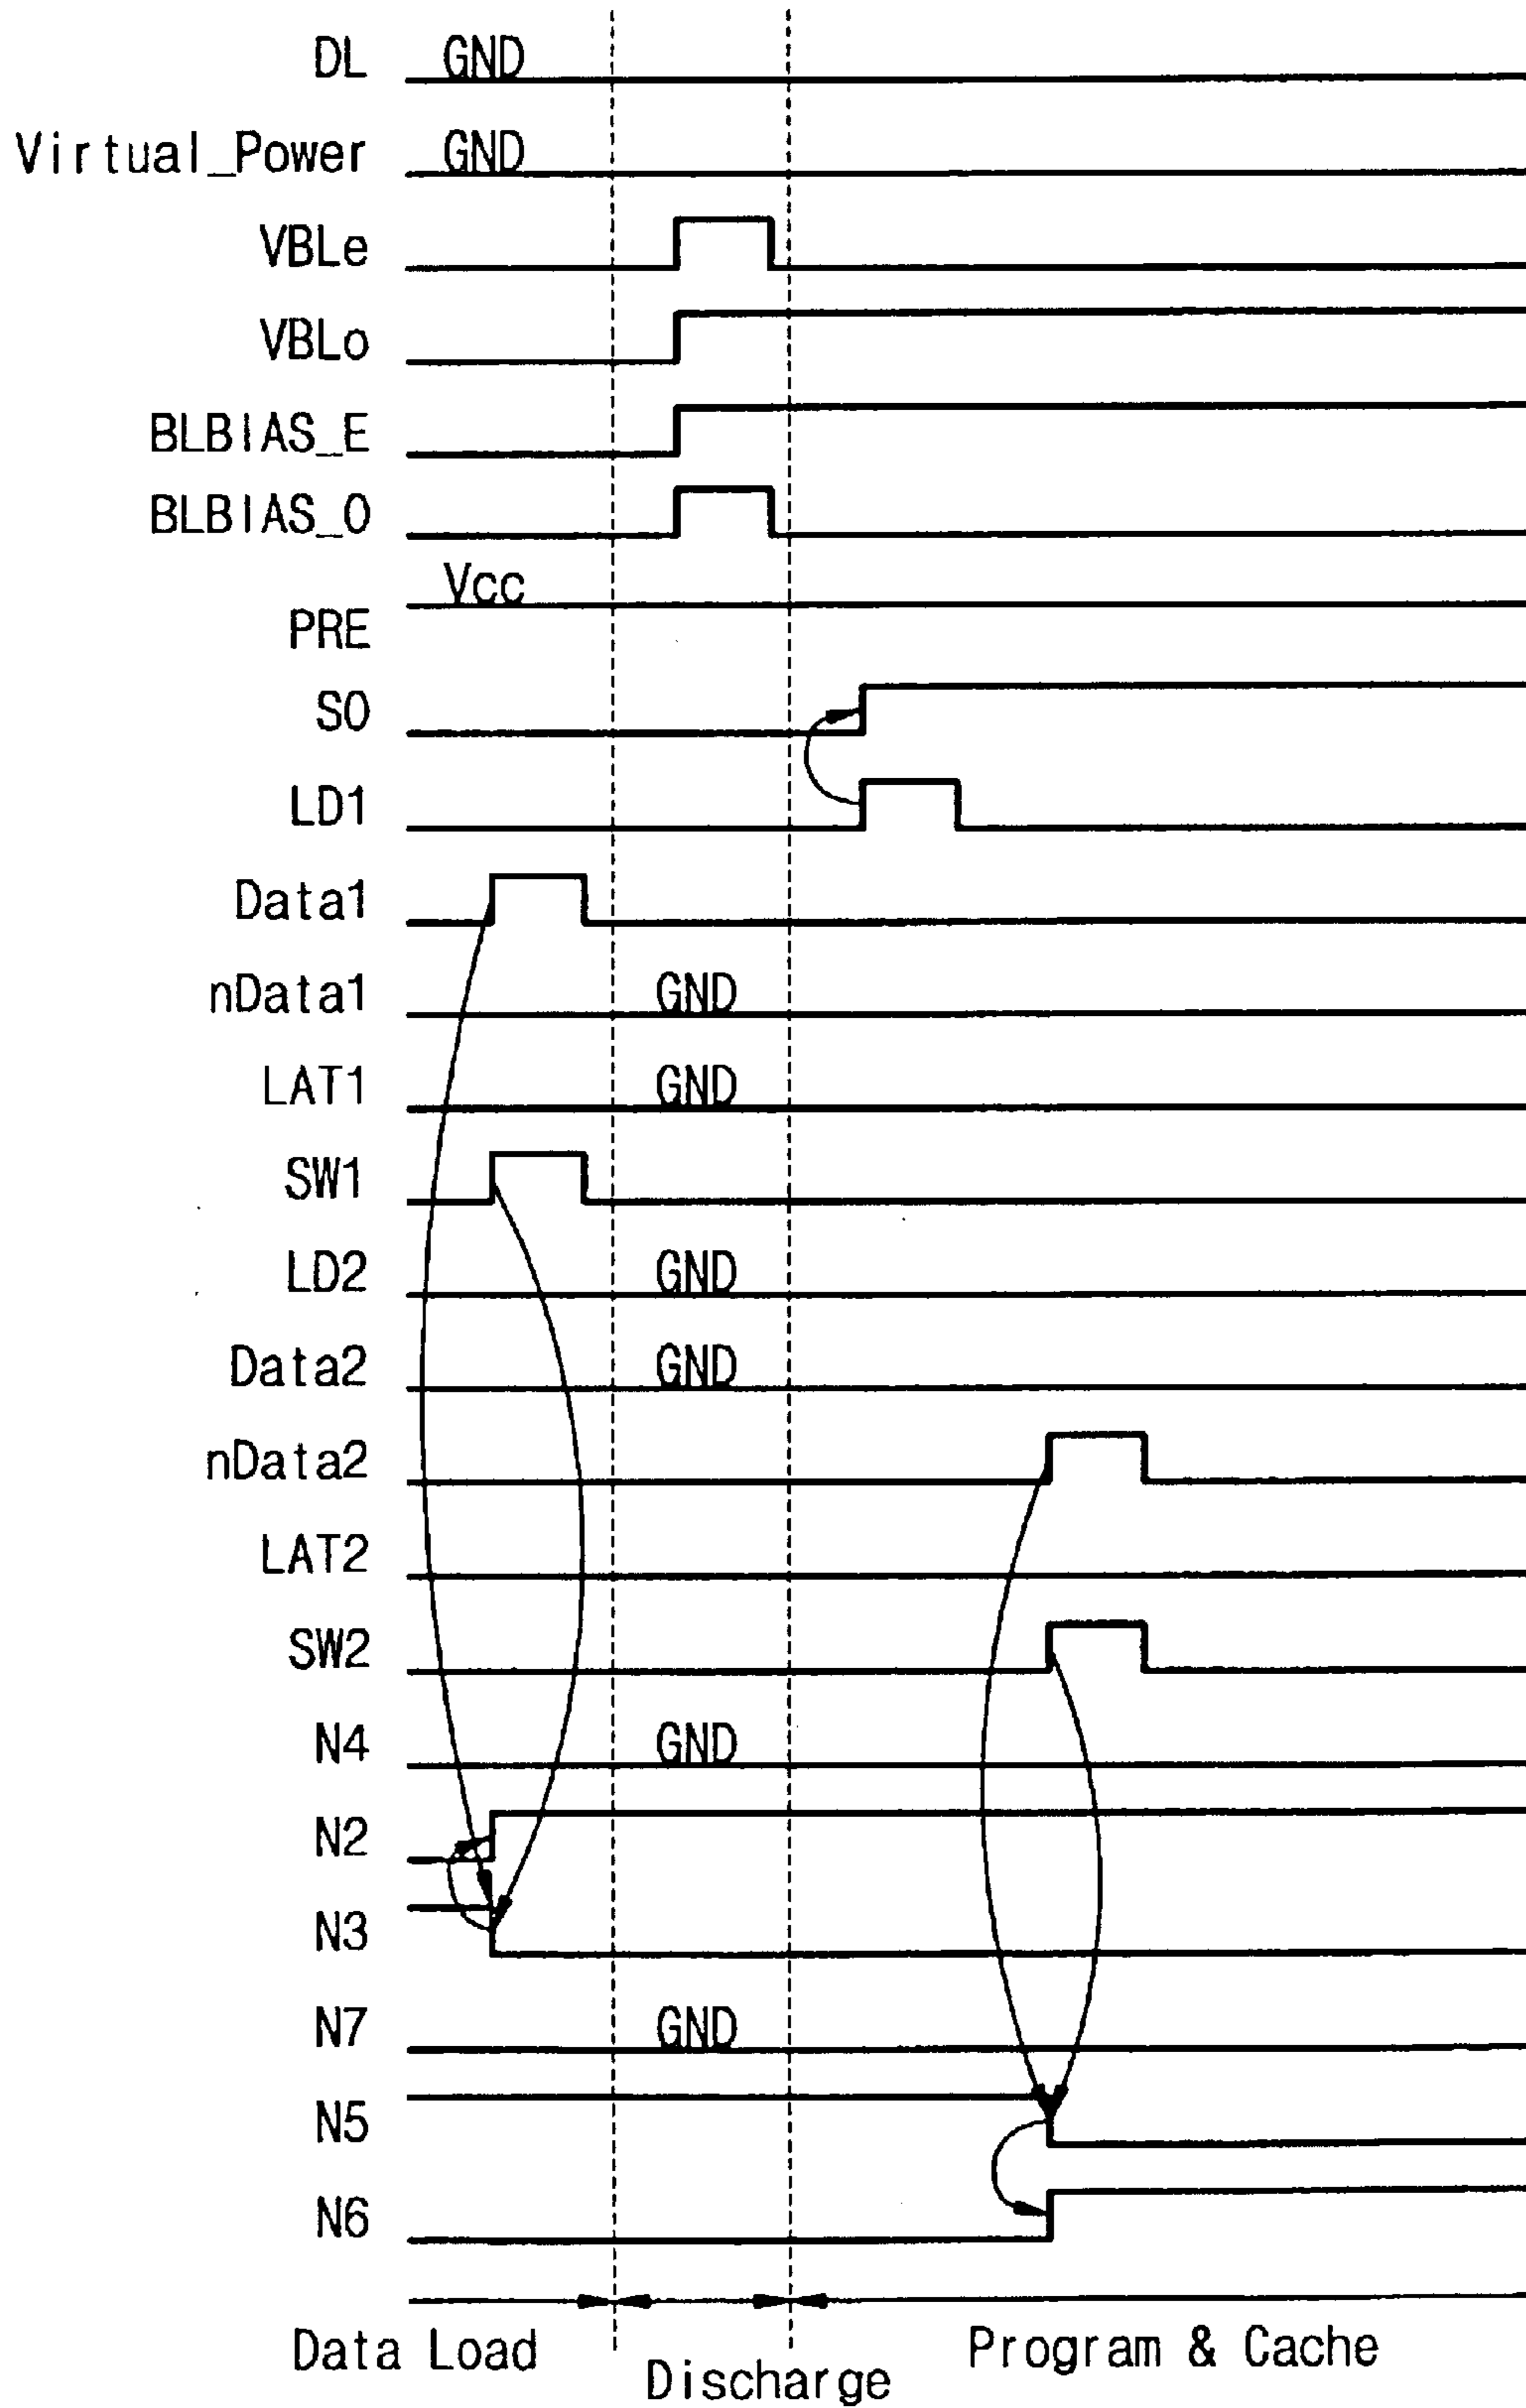 DL GND
Virtual_Power GND
VBLe
VBLo
BLBIAS_E
BLBIAS_O
Vcc
PRE
SO
LD1
Data1
nData1 GND
LAT1 GND
SW1
LD2 GND
Data2 GND
nData2
LAT2
SW2
N4 GND
N2
N3
N7 GND
N5
N6
Data Load
Discharge
Program & Cache